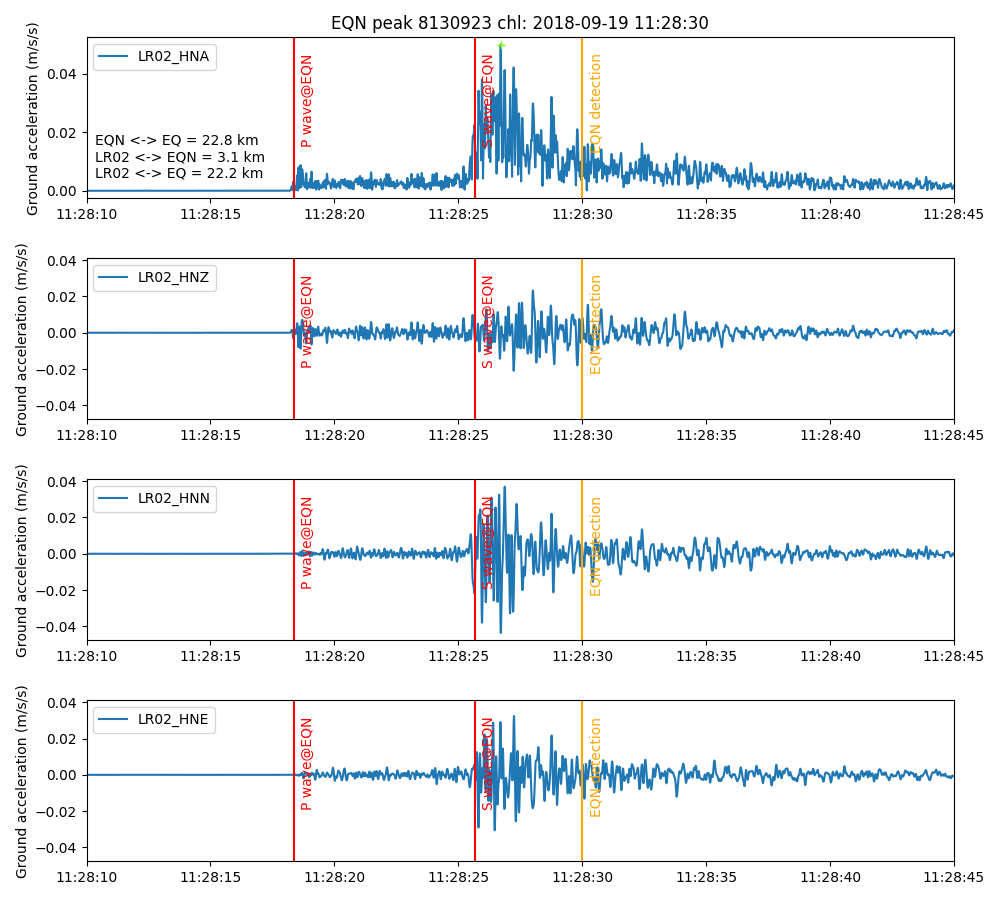 EQN peak 8130923 chl: 2018-09-19 11:28:30
Ground acceleration (m/s/s)
0.04
0.02
0.00
LR02_HNA
P wave@EQN
S wave@EQN
EQN detection
EQN <-> EQ = 22.8 km
LR02 <-> EQN = 3.1 km
LR02 <-> EQ = 22.2 km
11:28:10 11:28:15 11:28:20 11:28:25 11:28:30 11:28:35 11:28:40 11:28:45
Ground acceleration (m/s/s)
0.04
0.02
0.00
−0.02
−0.04
LR02_HNZ
P wave@EQN
S wave@EQN
EQN detection
11:28:10 11:28:15 11:28:20 11:28:25 11:28:30 11:28:35 11:28:40 11:28:45
Ground acceleration (m/s/s)
0.04
0.02
0.00
−0.02
−0.04
LR02_HNN
P wave@EQN
S wave@EQN
EQN detection
11:28:10 11:28:15 11:28:20 11:28:25 11:28:30 11:28:35 11:28:40 11:28:45
Ground acceleration (m/s/s)
0.04
0.02
0.00
−0.02
−0.04
LR02_HNE
P wave@EQN
S wave@EQN
EQN detection
11:28:10 11:28:15 11:28:20 11:28:25 11:28:30 11:28:35 11:28:40 11:28:45